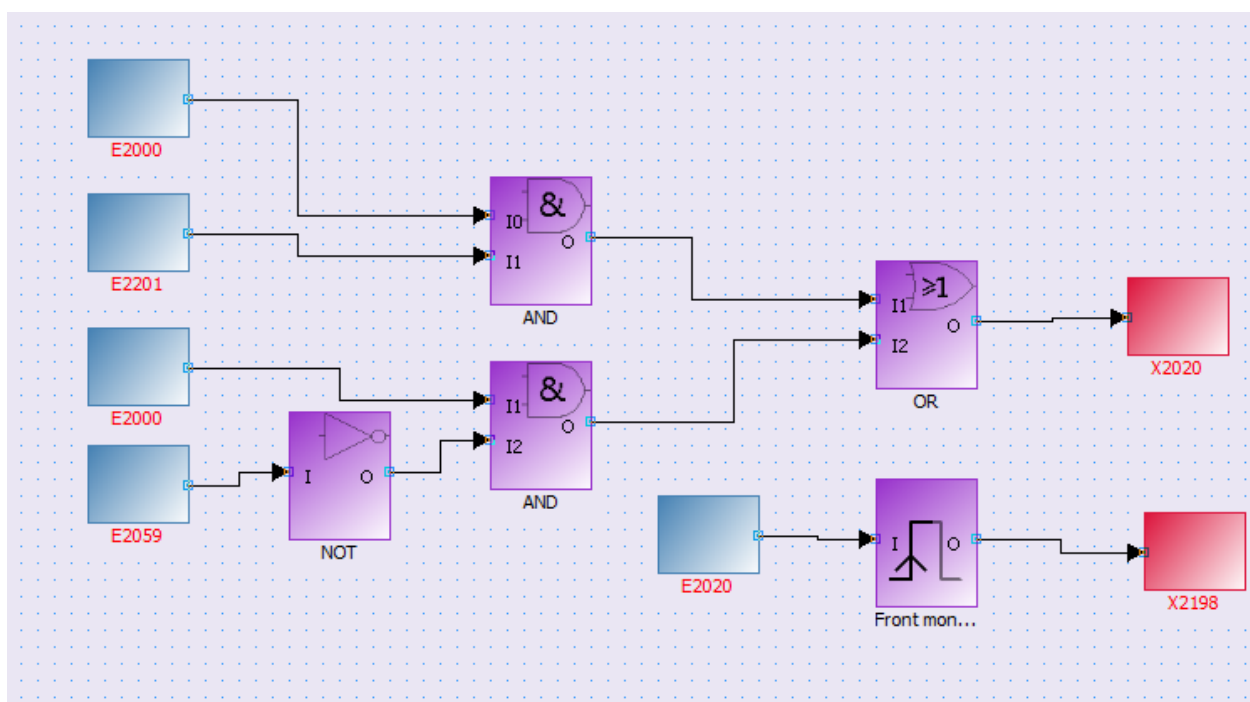 E2000
E2201
I0
&
O
I1
AND
E2000
E2059
I
O
NOT
I1
&
O
I2
AND
I1
≥1
O
I2
OR
X2020
E2020
I
O
Front mon...
X2198